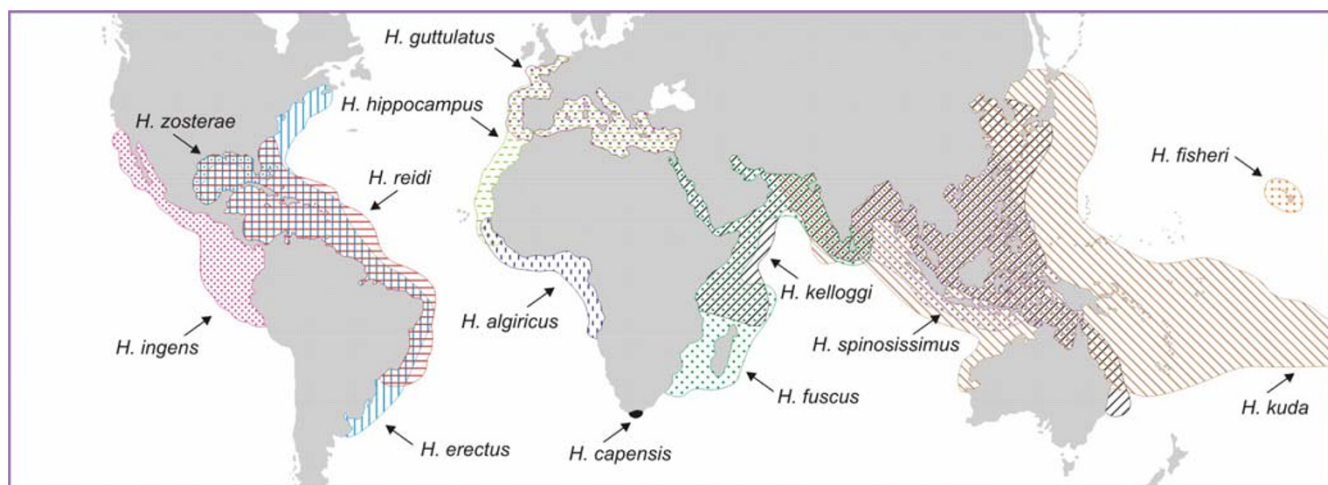 H. guttulatus
H. hippocampus
H. zosterae
H. fisheri
H. reidi
H. kelloggi
H. algiricus
H. ingens
H. spinosissimus
H. fuscus
H. kuda
H. erectus
H. capensis